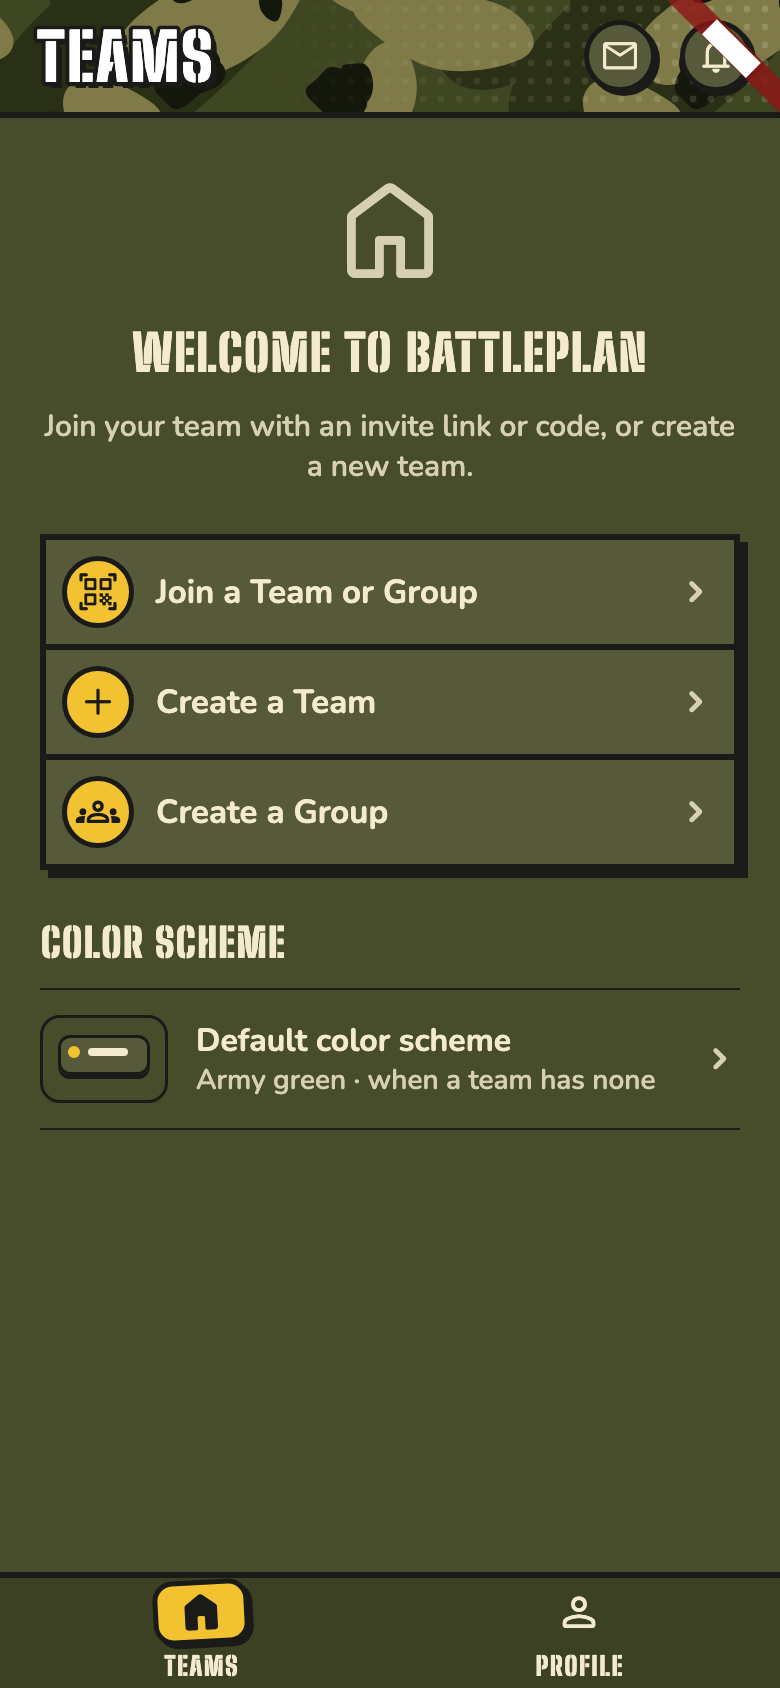 TEAMS
WELCOME TO BATTLEPLAN
Join your team with an invite link or code, or create
a new team.
Join a Team or Group
Create a Team
Create a Group
COLOR SCHEME
Default color scheme
Army green · when a team has none
TEAMS
PROFILE